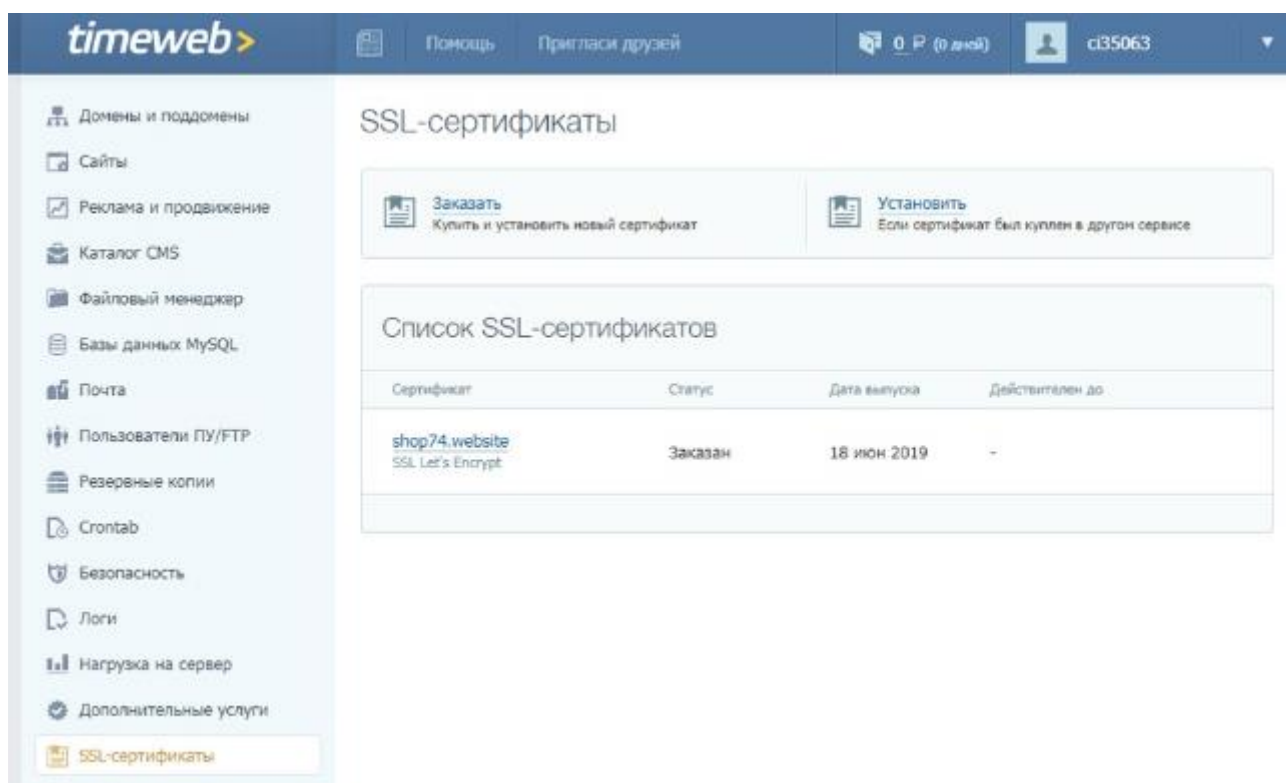 timeweb>
Помощь
Пригласи друзей
0 ₽ (0 дней)
ci35063
Домены и поддомены
Сайты
Реклама и продвижение
Каталог CMS
Файловый менеджер
Базы данных MySQL
Почта
Пользователи ПУ/FTP
Резервные копии
Crontab
Безопасность
Логи
Нагрузка на сервер
Дополнительные услуги
SSL-сертификаты
SSL-сертификаты
Заказать
Купить и установить новый сертификат
Установить
Если сертификат был куплен в другом сервисе
Список SSL-сертификатов
Сертификат Статус Дата выпуска Действителен до
shop74.website Заказан 18 июн 2019 -
SSL Let's Encrypt